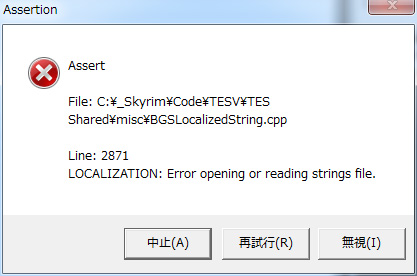 Assertion
Assert
File: C:¥_Skyrim¥Code¥TESV¥TES
Shared¥misc¥BGSLocalizedString.cpp
Line: 2871
LOCALIZATION: Error opening or reading strings file.
中止(A)
再試行(R)
無視(I)